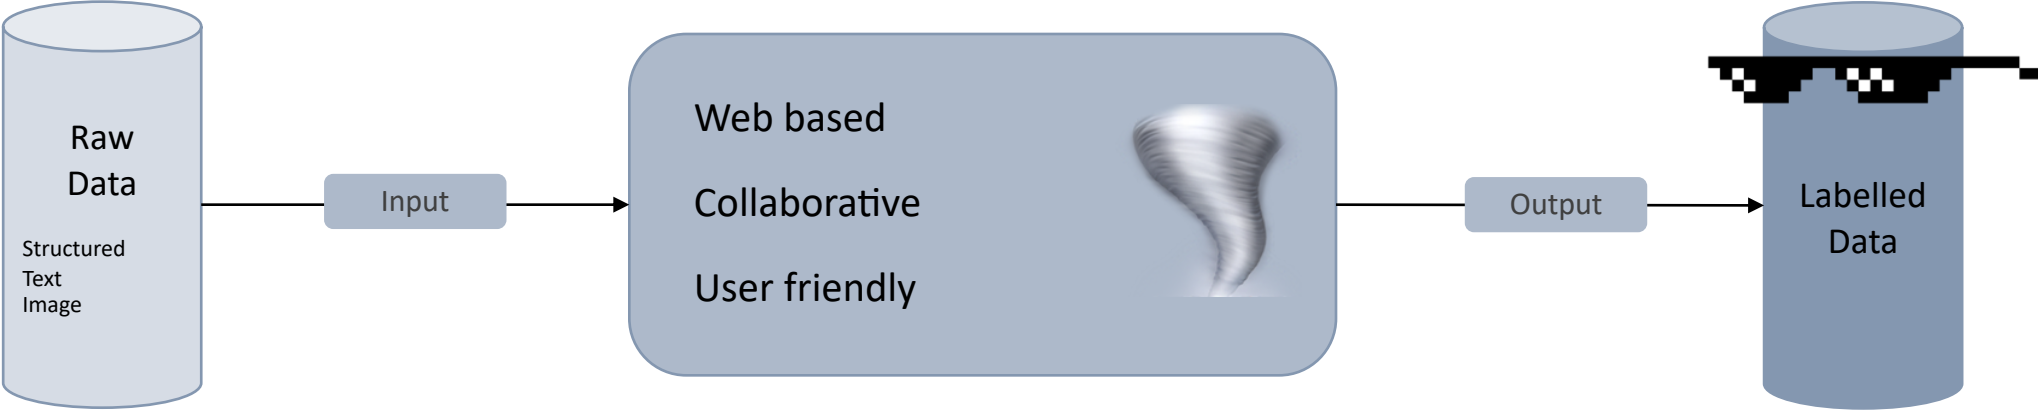 Raw
Data
Structured
Text
Image
Input
Web based
Collaborative
User friendly
Output
Labelled
Data